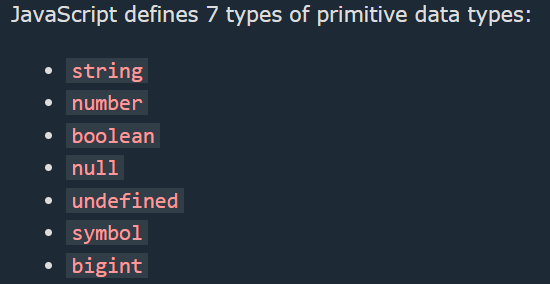 JavaScript defines 7 types of primitive data types:
string
number
boolean
null
undefined
symbol
bigint